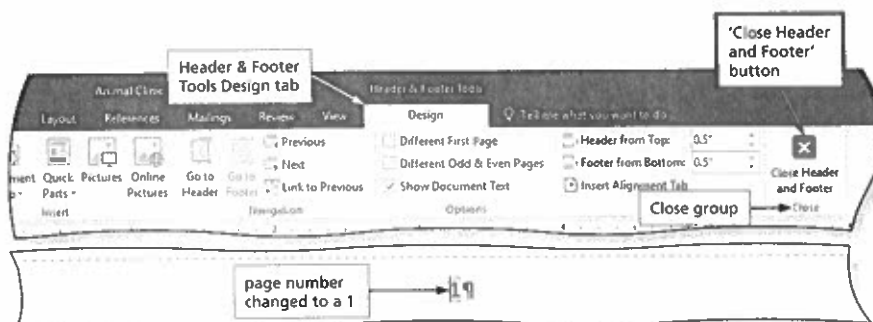 'Close Header
and Footer'
button
Header & Footer
Tools Design tab
Animal Clinic
Header & Footer Tools
Layout References Mailings Review View Design Tell me what you want to do
Quick
Parts
Pictures
Online
Pictures
Insert
Go to
Header
Go to
Footer
Previous
Next
Link to Previous
Navigation
Different First Page
Different Odd & Even Pages
Show Document Text
Options
Header from Top: 0.5"
Footer from Bottom: 0.5"
Insert Alignment Tab
Close Header
and Footer
Close
Close group
page number
changed to a 1
1¶